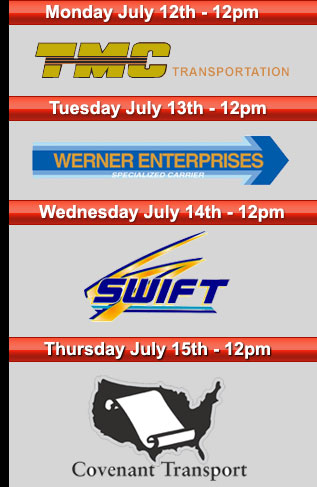 Monday July 12th - 12pm
TMC TRANSPORTATION
Tuesday July 13th - 12pm
WERNER ENTERPRISES
SPECIALIZED CARRIER
Wednesday July 14th - 12pm
SWIFT
Thursday July 15th - 12pm
Covenant Transport